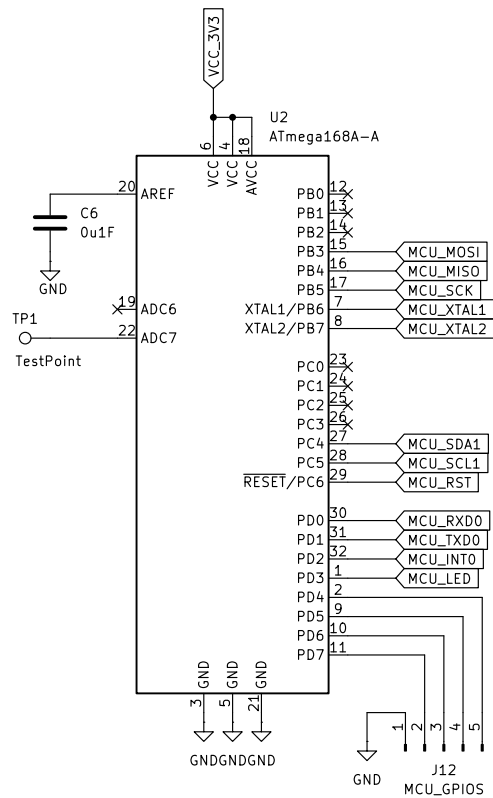 VCC_3V3
U2
ATmega168A-A
6
4
18
VCC
VCC
AVCC
20 AREF
C6
0u1F
GND
19 ADC6
TP1
22 ADC7
TestPoint
PB0 12
PB1 13
PB2 14
PB3 15 MCU_MOSI
PB4 16 MCU_MISO
PB5 17 MCU_SCK
XTAL1/PB6 7 MCU_XTAL1
XTAL2/PB7 8 MCU_XTAL2
PC0 23
PC1 24
PC2 25
PC3 26
PC4 27 MCU_SDA1
PC5 28 MCU_SCL1
RESET/PC6 29 MCU_RST
PD0 30 MCU_RXD0
PD1 31 MCU_TXD0
PD2 32 MCU_INT0
PD3 1 MCU_LED
PD4 2
PD5 9
PD6 10
PD7 11
GND
GND
GND
3
5
21
GND
GND
GND
1
2
3
4
5
GND
J12
MCU_GPIOS